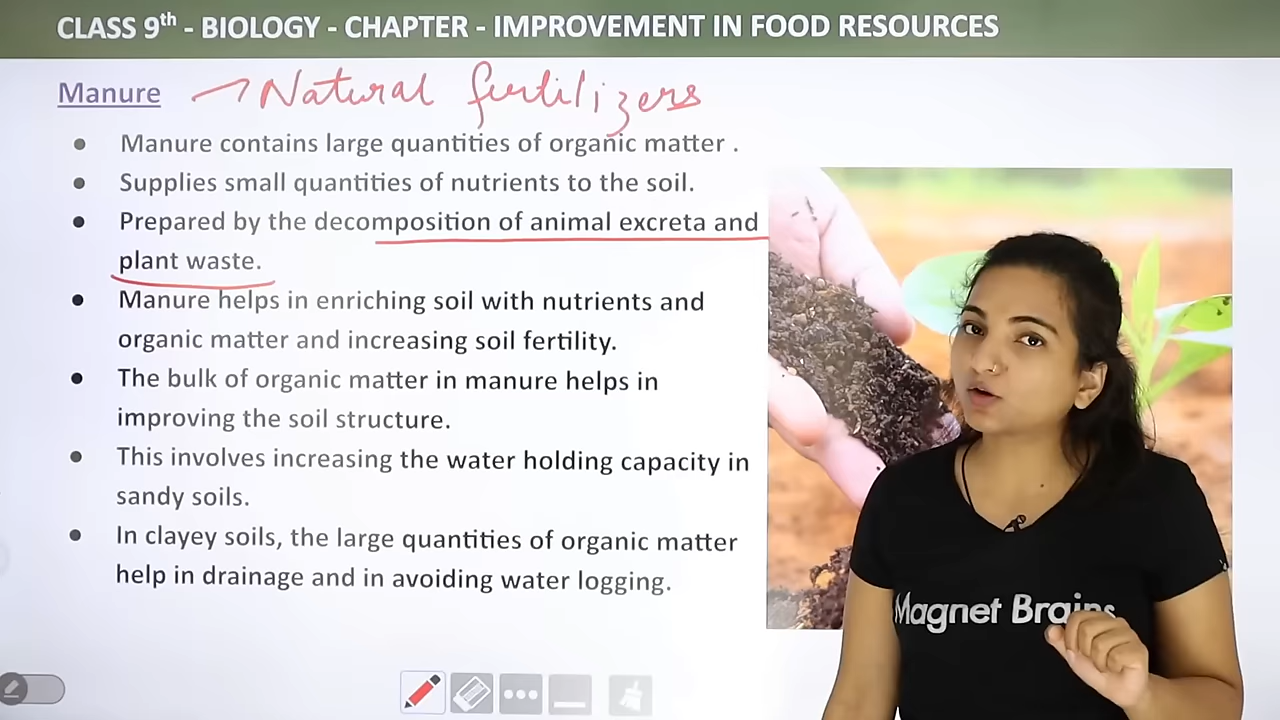 CLASS 9th - BIOLOGY - CHAPTER - IMPROVEMENT IN FOOD RESOURCES
Manure → Natural fertilizers
• Manure contains large quantities of organic matter .
• Supplies small quantities of nutrients to the soil.
• Prepared by the decomposition of animal excreta and
plant waste.
• Manure helps in enriching soil with nutrients and
organic matter and increasing soil fertility.
• The bulk of organic matter in manure helps in
improving the soil structure.
• This involves increasing the water holding capacity in
sandy soils.
• In clayey soils, the large quantities of organic matter
help in drainage and in avoiding water logging.
Magnet Brains